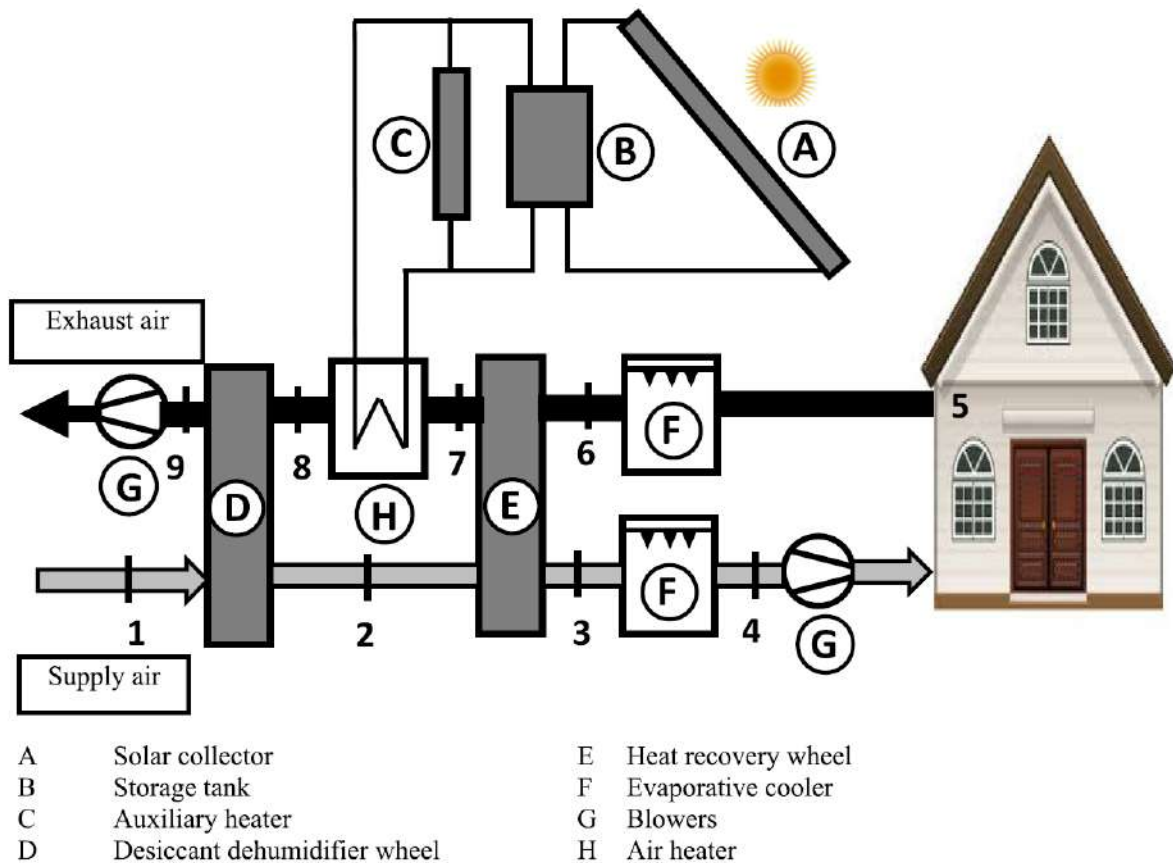 C
B
A
Exhaust air
9
8
7
6
5
F
G
D
H
E
F
1
2
3
4
G
Supply air
A Solar collector
B Storage tank
C Auxiliary heater
D Desiccant dehumidifier wheel
E Heat recovery wheel
F Evaporative cooler
G Blowers
H Air heater